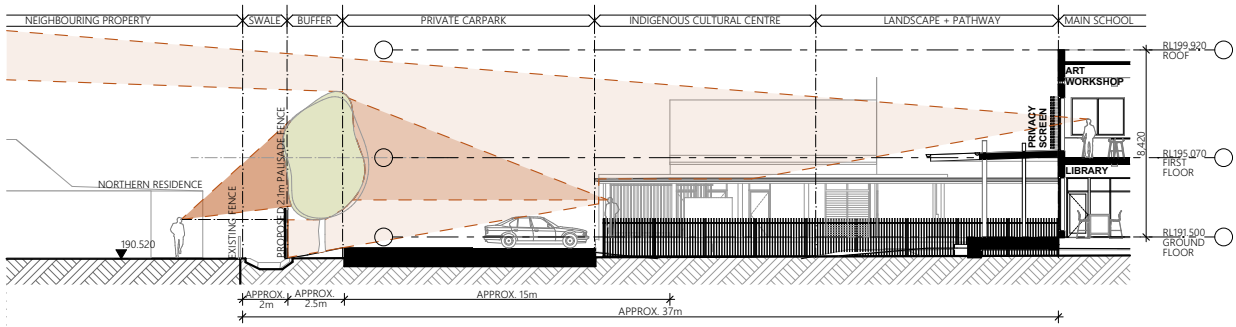 NEIGHBOURING PROPERTY
SWALE
BUFFER
PRIVATE CARPARK
INDIGENOUS CULTURAL CENTRE
LANDSCAPE + PATHWAY
MAIN SCHOOL
RL199.920
ROOF
ART
WORKSHOP
PRIVACY
SCREEN
8,420
RL195.070
FIRST
FLOOR
LIBRARY
NORTHERN RESIDENCE
EXISTING FENCE
PROPOSED 2.1m PALISADE FENCE
190.520
RL191.500
GROUND
FLOOR
APPROX.
2m
APPROX.
2.5m
APPROX. 15m
APPROX. 37m